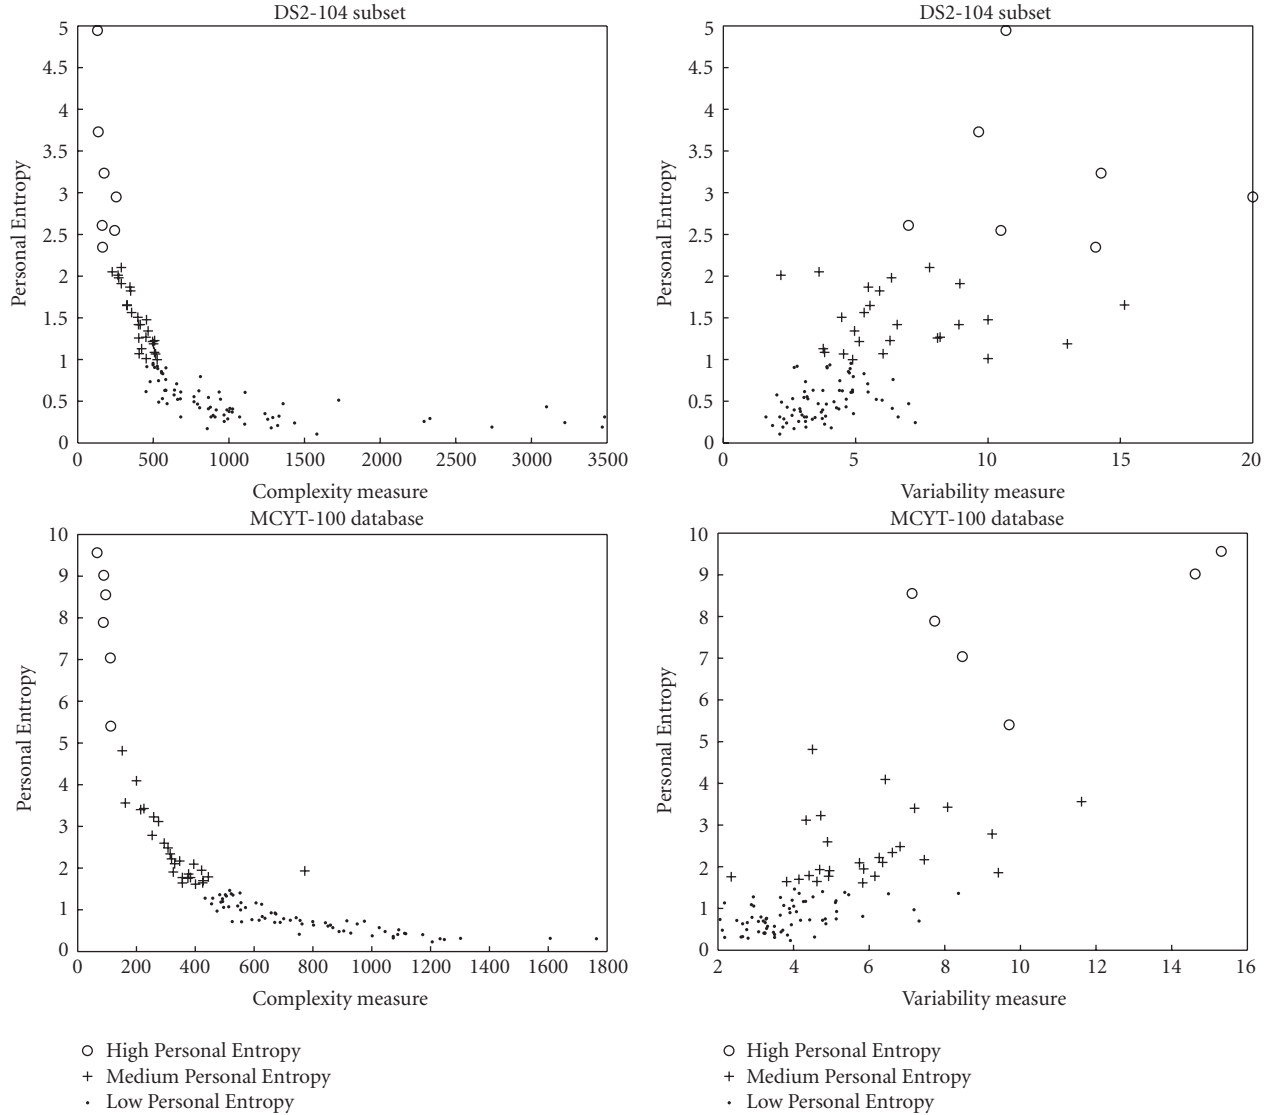 DS2-104 subset
5
4.5
4
3.5
3
2.5
2
1.5
1
0.5
0
Personal Entropy
0 500 1000 1500 2000 2500 3000 3500
Complexity measure
DS2-104 subset
5
4.5
4
3.5
3
2.5
2
1.5
1
0.5
0
Personal Entropy
0 5 10 15 20
Variability measure
MCYT-100 database
10
9
8
7
6
5
4
3
2
1
0
Personal Entropy
0 200 400 600 800 1000 1200 1400 1600 1800
Complexity measure
MCYT-100 database
10
9
8
7
6
5
4
3
2
1
0
Personal Entropy
2 4 6 8 10 12 14 16
Variability measure
High Personal Entropy
Medium Personal Entropy
Low Personal Entropy
High Personal Entropy
Medium Personal Entropy
Low Personal Entropy